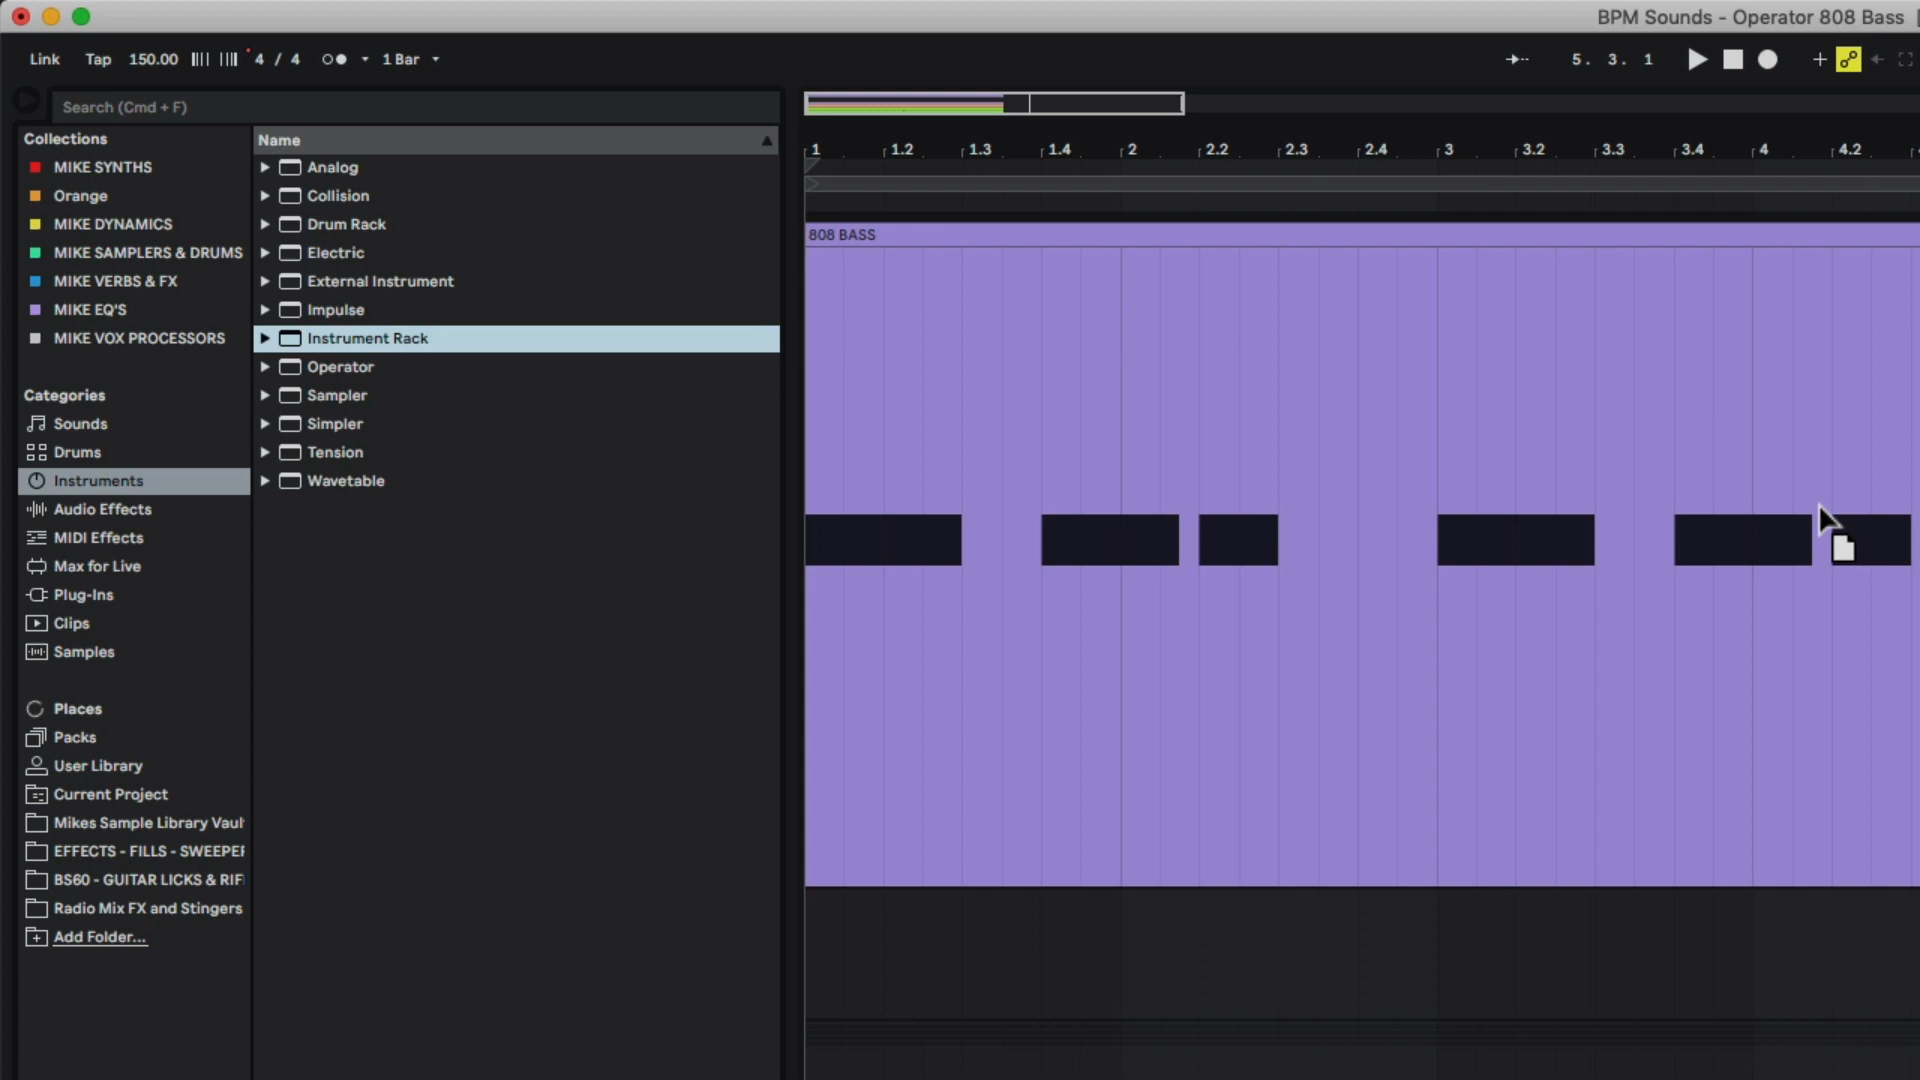 BPM Sounds - Operator 808 Bass
Link Tap 150.00 4 / 4 1 Bar 5. 3. 1
Search (Cmd + F)
Collections
MIKE SYNTHS
Orange
MIKE DYNAMICS
MIKE SAMPLERS & DRUMS
MIKE VERBS & FX
MIKE EQ'S
MIKE VOX PROCESSORS
Categories
Sounds
Drums
Instruments
Audio Effects
MIDI Effects
Max for Live
Plug-Ins
Clips
Samples
Places
Packs
User Library
Current Project
Mikes Sample Library Vaul
EFFECTS - FILLS - SWEEPER
BS60 - GUITAR LICKS & RIF
Radio Mix FX and Stingers
Add Folder...
Name
Analog
Collision
Drum Rack
Electric
External Instrument
Impulse
Instrument Rack
Operator
Sampler
Simpler
Tension
Wavetable
1 1.2 1.3 1.4 2 2.2 2.3 2.4 3 3.2 3.3 3.4 4 4.2
808 BASS